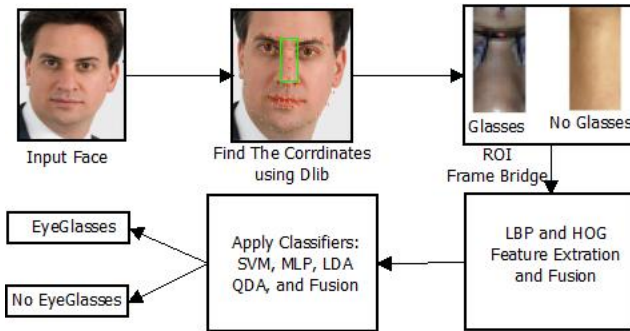 Input Face
Find The Corrdinates
using Dlib
Glasses
No Glasses
ROI
Frame Bridge
LBP and HOG
Feature Extration
and Fusion
Apply Classifiers:
SVM, MLP, LDA
QDA, and Fusion
EyeGlasses
No EyeGlasses